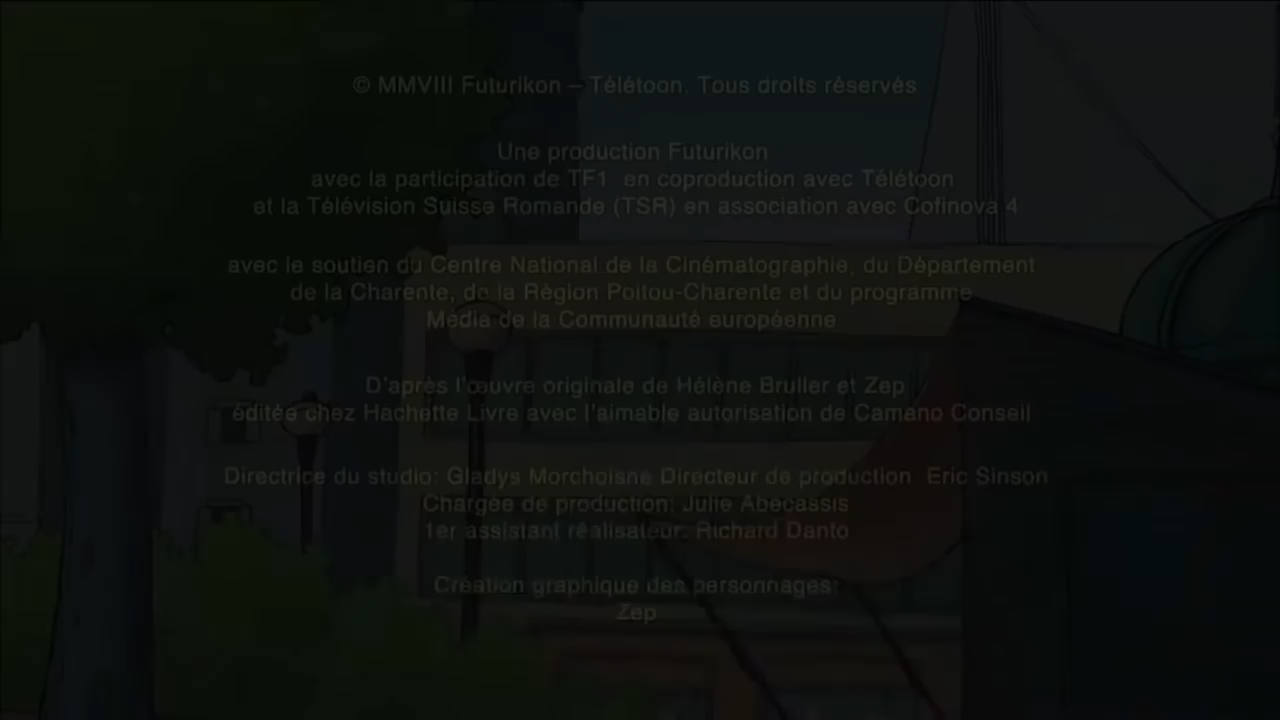 © MMVIII Futurikon – Télétoon. Tous droits réservés
Une production Futurikon
avec la participation de TF1 en coproduction avec Télétoon
et la Télévision Suisse Romande (TSR) en association avec Cofinova 4
avec le soutien du Centre National de la Cinématographie, du Département
de la Charente, de la Région Poitou-Charente et du programme
Media de la Communauté européenne
D'après l'œuvre originale de Hélène Bruller et Zep
éditée chez Hachette Livre avec l'aimable autorisation de Camano Conseil
Directrice du studio: Gladys Morchoisne Directeur de production Eric Sinson
Chargée de production: Julie Abecassis
1er assistant réalisateur: Richard Danto
Création graphique des personnages:
Zep